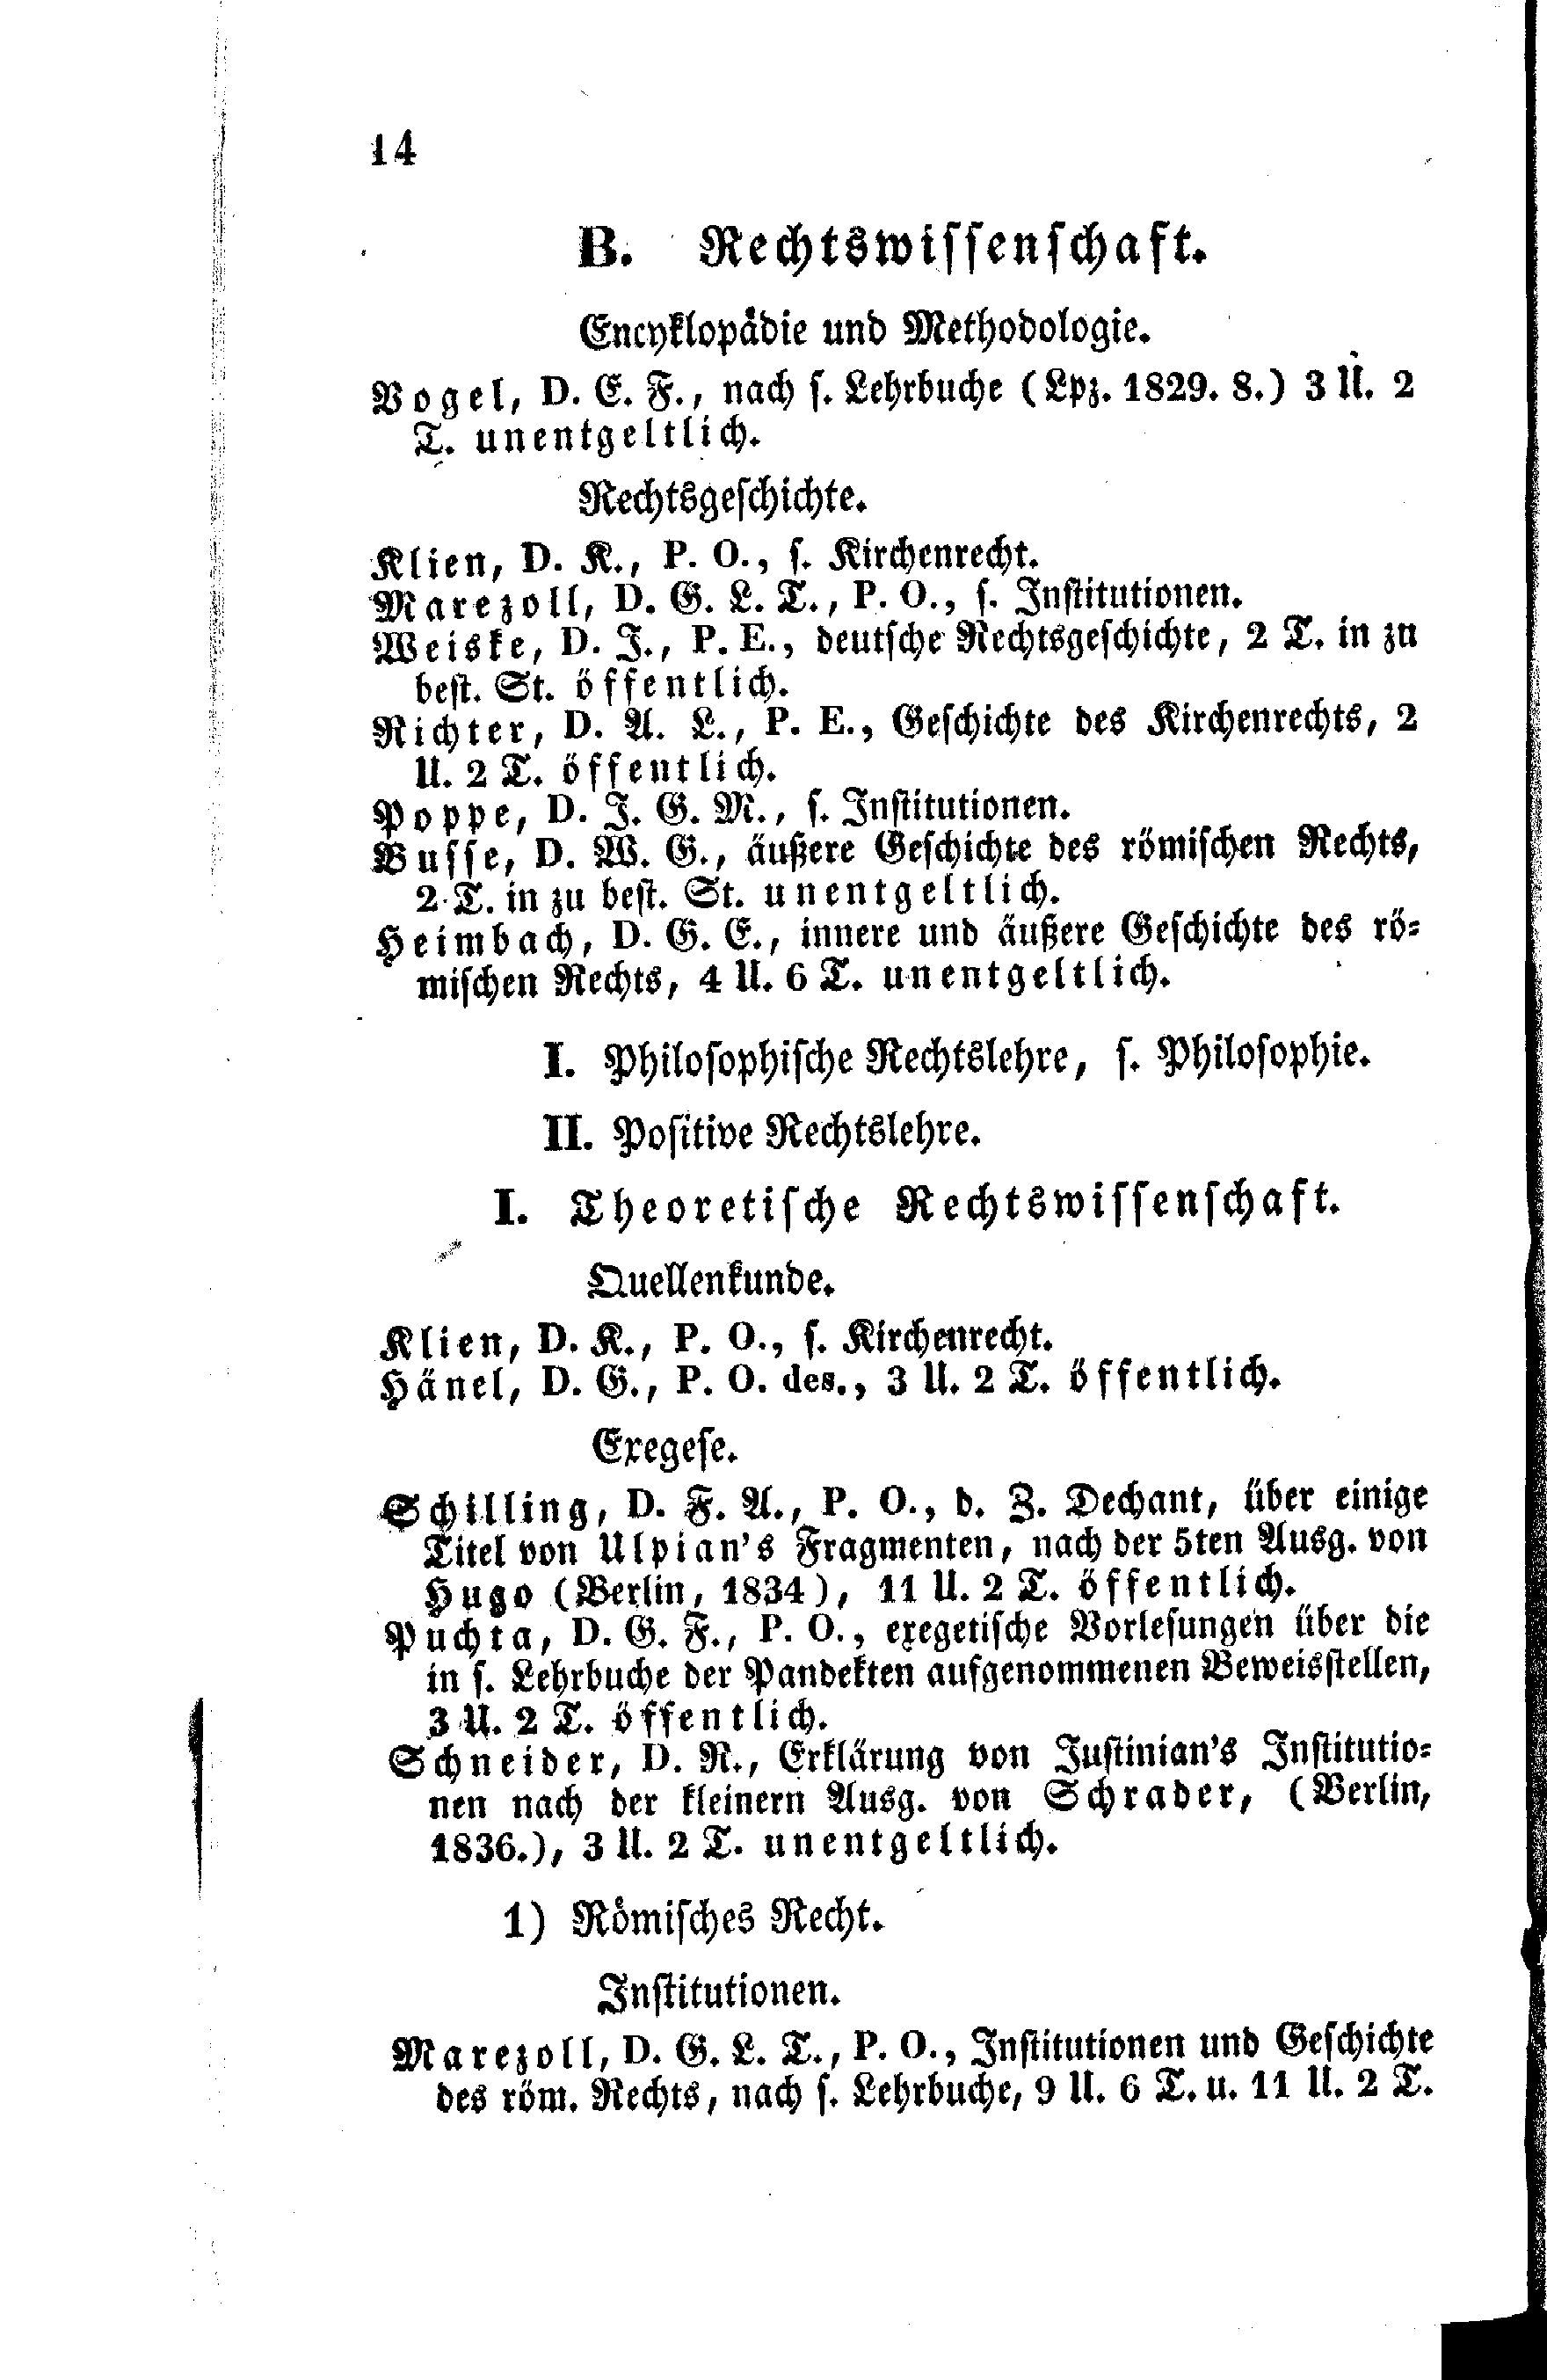 14
B. Rechtswissenschaft.
Encyklopädie und Methodologie.
Vogel, D. E. F., nach s. Lehrbuche (Lpz. 1829. 8.) 3 U. 2
T. unentgeltlich.
Rechtsgeschichte.
Klien, D. K., P. O., s. Kirchenrecht.
Marezoll, D. G. L. T., P. O., s. Institutionen.
Weiske, D. J., P. E., deutsche Rechtsgeschichte, 2 T. in zu
best. St. öffentlich.
Richter, D. A. L., P. E., Geschichte des Kirchenrechts, 2
U. 2 T. öffentlich.
Poppe, D. J. G. M., s. Institutionen.
Busse, D. W. G., äußere Geschichte des römischen Rechts,
2 T. in zu best. St. unentgeltlich.
Heimbach, D. G. E., innere und äußere Geschichte des rö-
mischen Rechts, 4 U. 6 T. unentgeltlich.
I. Philosophische Rechtslehre, s. Philosophie.
II. Positive Rechtslehre.
I. Theoretische Rechtswissenschaft.
Quellenkunde.
Klien, D. K., P. O., s. Kirchenrecht.
Hänel, D. G., P. O. des., 3 U. 2 T. öffentlich.
Exegese.
Schilling, D. F. A., P. O., d. Z. Dechant, über einige
Titel von Ulpian's Fragmenten, nach der 5ten Ausg. von
Hugo (Berlin, 1834), 11 U. 2 T. öffentlich.
Puchta, D. G. F., P. O., exegetische Vorlesungen über die
in s. Lehrbuche der Pandekten aufgenommenen Beweisstellen,
3 U. 2 T. öffentlich.
Schneider, D. R., Erklärung von Justinian's Institutio-
nen nach der kleinern Ausg. von Schrader, (Berlin,
1836.), 3 U. 2 T. unentgeltlich.
1) Römisches Recht.
Institutionen.
Marezoll, D. G. L. T., P. O., Institutionen und Geschichte
des röm. Rechts, nach s. Lehrbuche, 9 U. 6 T. u. 11 U. 2 T.